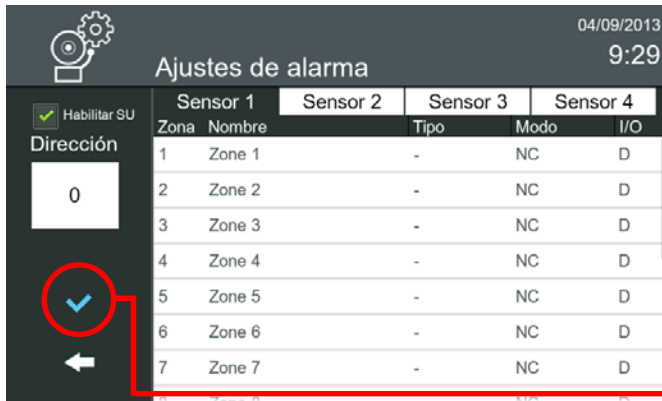 04/09/2013
9:29
Ajustes de alarma
Habilitar SU
Dirección
0
Sensor 1 Sensor 2 Sensor 3 Sensor 4
Zona Nombre Tipo Modo I/O
1 Zone 1 - NC D
2 Zone 2 - NC D
3 Zone 3 - NC D
4 Zone 4 - NC D
5 Zone 5 - NC D
6 Zone 6 - NC D
7 Zone 7 - NC D